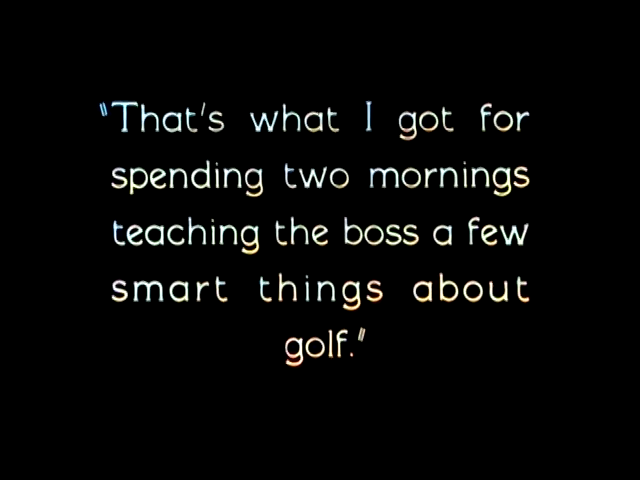 "That's what I got for
spending two mornings
teaching the boss a few
smart things about
golf."